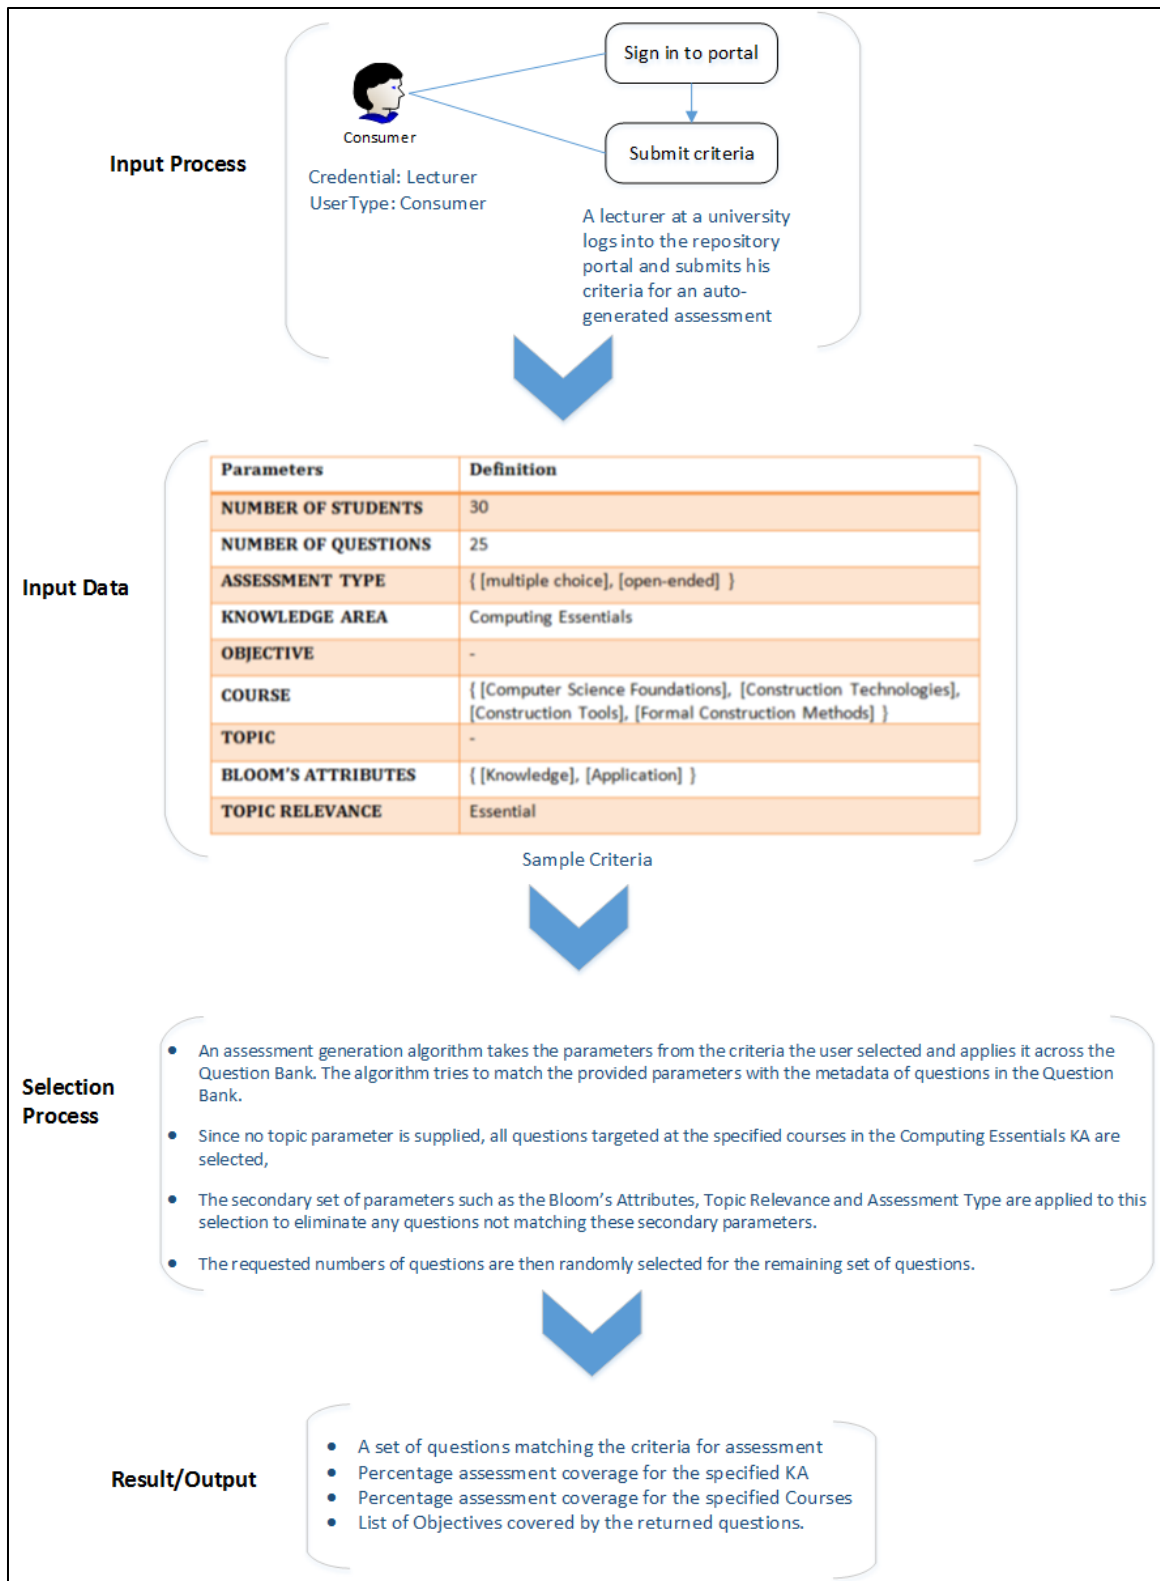 Sign in to portal
Consumer
Submit criteria
Input Process
Credential: Lecturer
UserType: Consumer
A lecturer at a university
logs into the repository
portal and submits his
criteria for an auto-
generated assessment
Input Data
Parameters Definition
NUMBER OF STUDENTS 30
NUMBER OF QUESTIONS 25
ASSESSMENT TYPE { [multiple choice], [open-ended] }
KNOWLEDGE AREA Computing Essentials
OBJECTIVE -
COURSE { [Computer Science Foundations], [Construction Technologies],
[Construction Tools], [Formal Construction Methods] }
TOPIC -
BLOOM'S ATTRIBUTES { [Knowledge], [Application] }
TOPIC RELEVANCE Essential
Sample Criteria
Selection
Process
• An assessment generation algorithm takes the parameters from the criteria the user selected and applies it across the
Question Bank. The algorithm tries to match the provided parameters with the metadata of questions in the Question
Bank.
• Since no topic parameter is supplied, all questions targeted at the specified courses in the Computing Essentials KA are
selected,
• The secondary set of parameters such as the Bloom's Attributes, Topic Relevance and Assessment Type are applied to this
selection to eliminate any questions not matching these secondary parameters.
• The requested numbers of questions are then randomly selected for the remaining set of questions.
Result/Output
• A set of questions matching the criteria for assessment
• Percentage assessment coverage for the specified KA
• Percentage assessment coverage for the specified Courses
• List of Objectives covered by the returned questions.